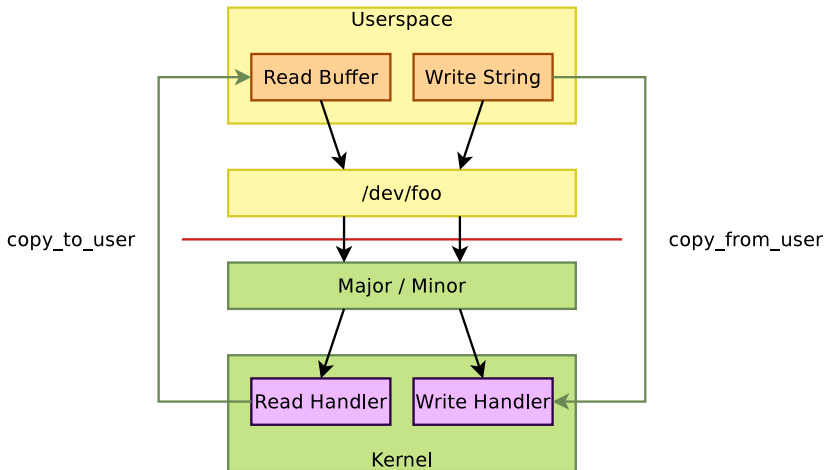 Userspace
Read Buffer
Write String
/dev/foo
copy_to_user
copy_from_user
Major / Minor
Read Handler
Write Handler
Kernel